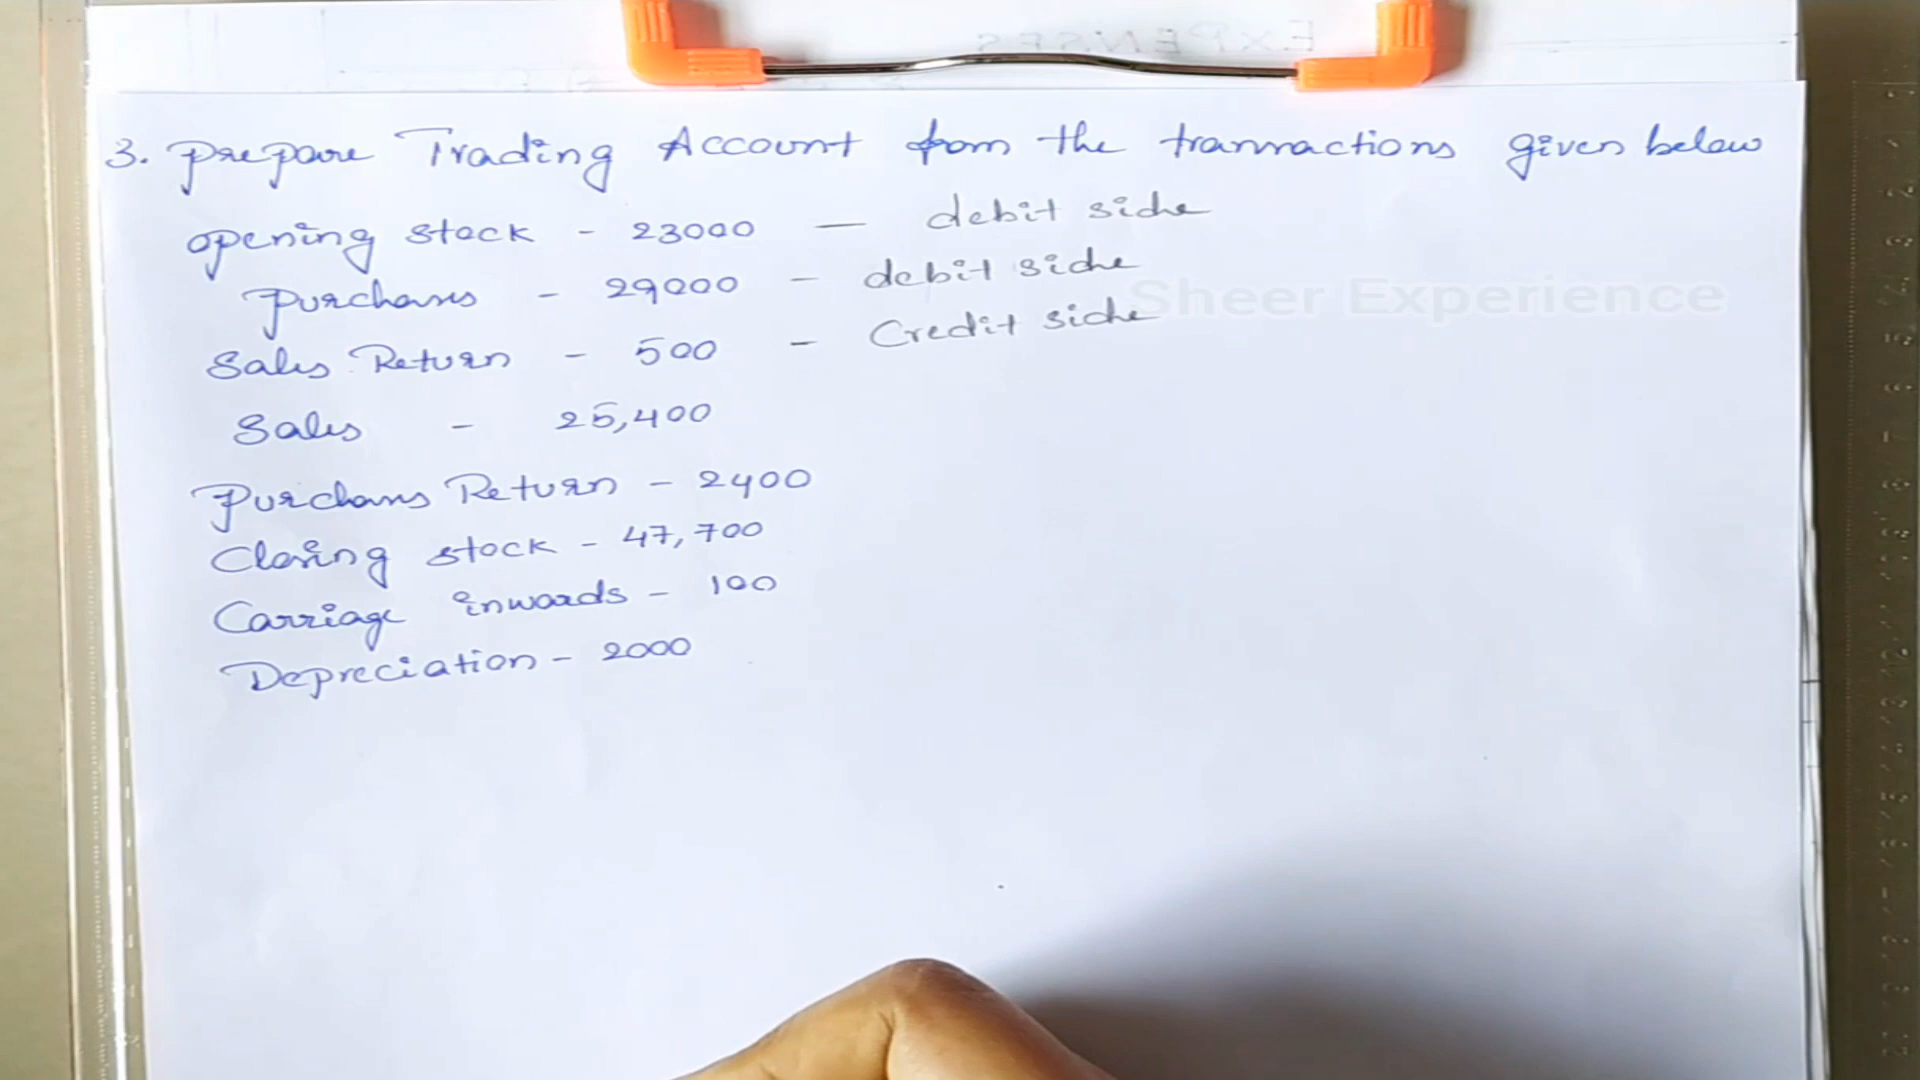 EXPENSES
3. Prepare Trading Account from the transactions given below
opening stock - 23000 — debit side
Purchases - 29000 - debit side
Sales Return - 500 - Credit side
Sheer Experience
Sales - 25,400
Purchases Return - 2400
Closing stock - 47,700
Carriage inwards - 100
Depreciation - 2000